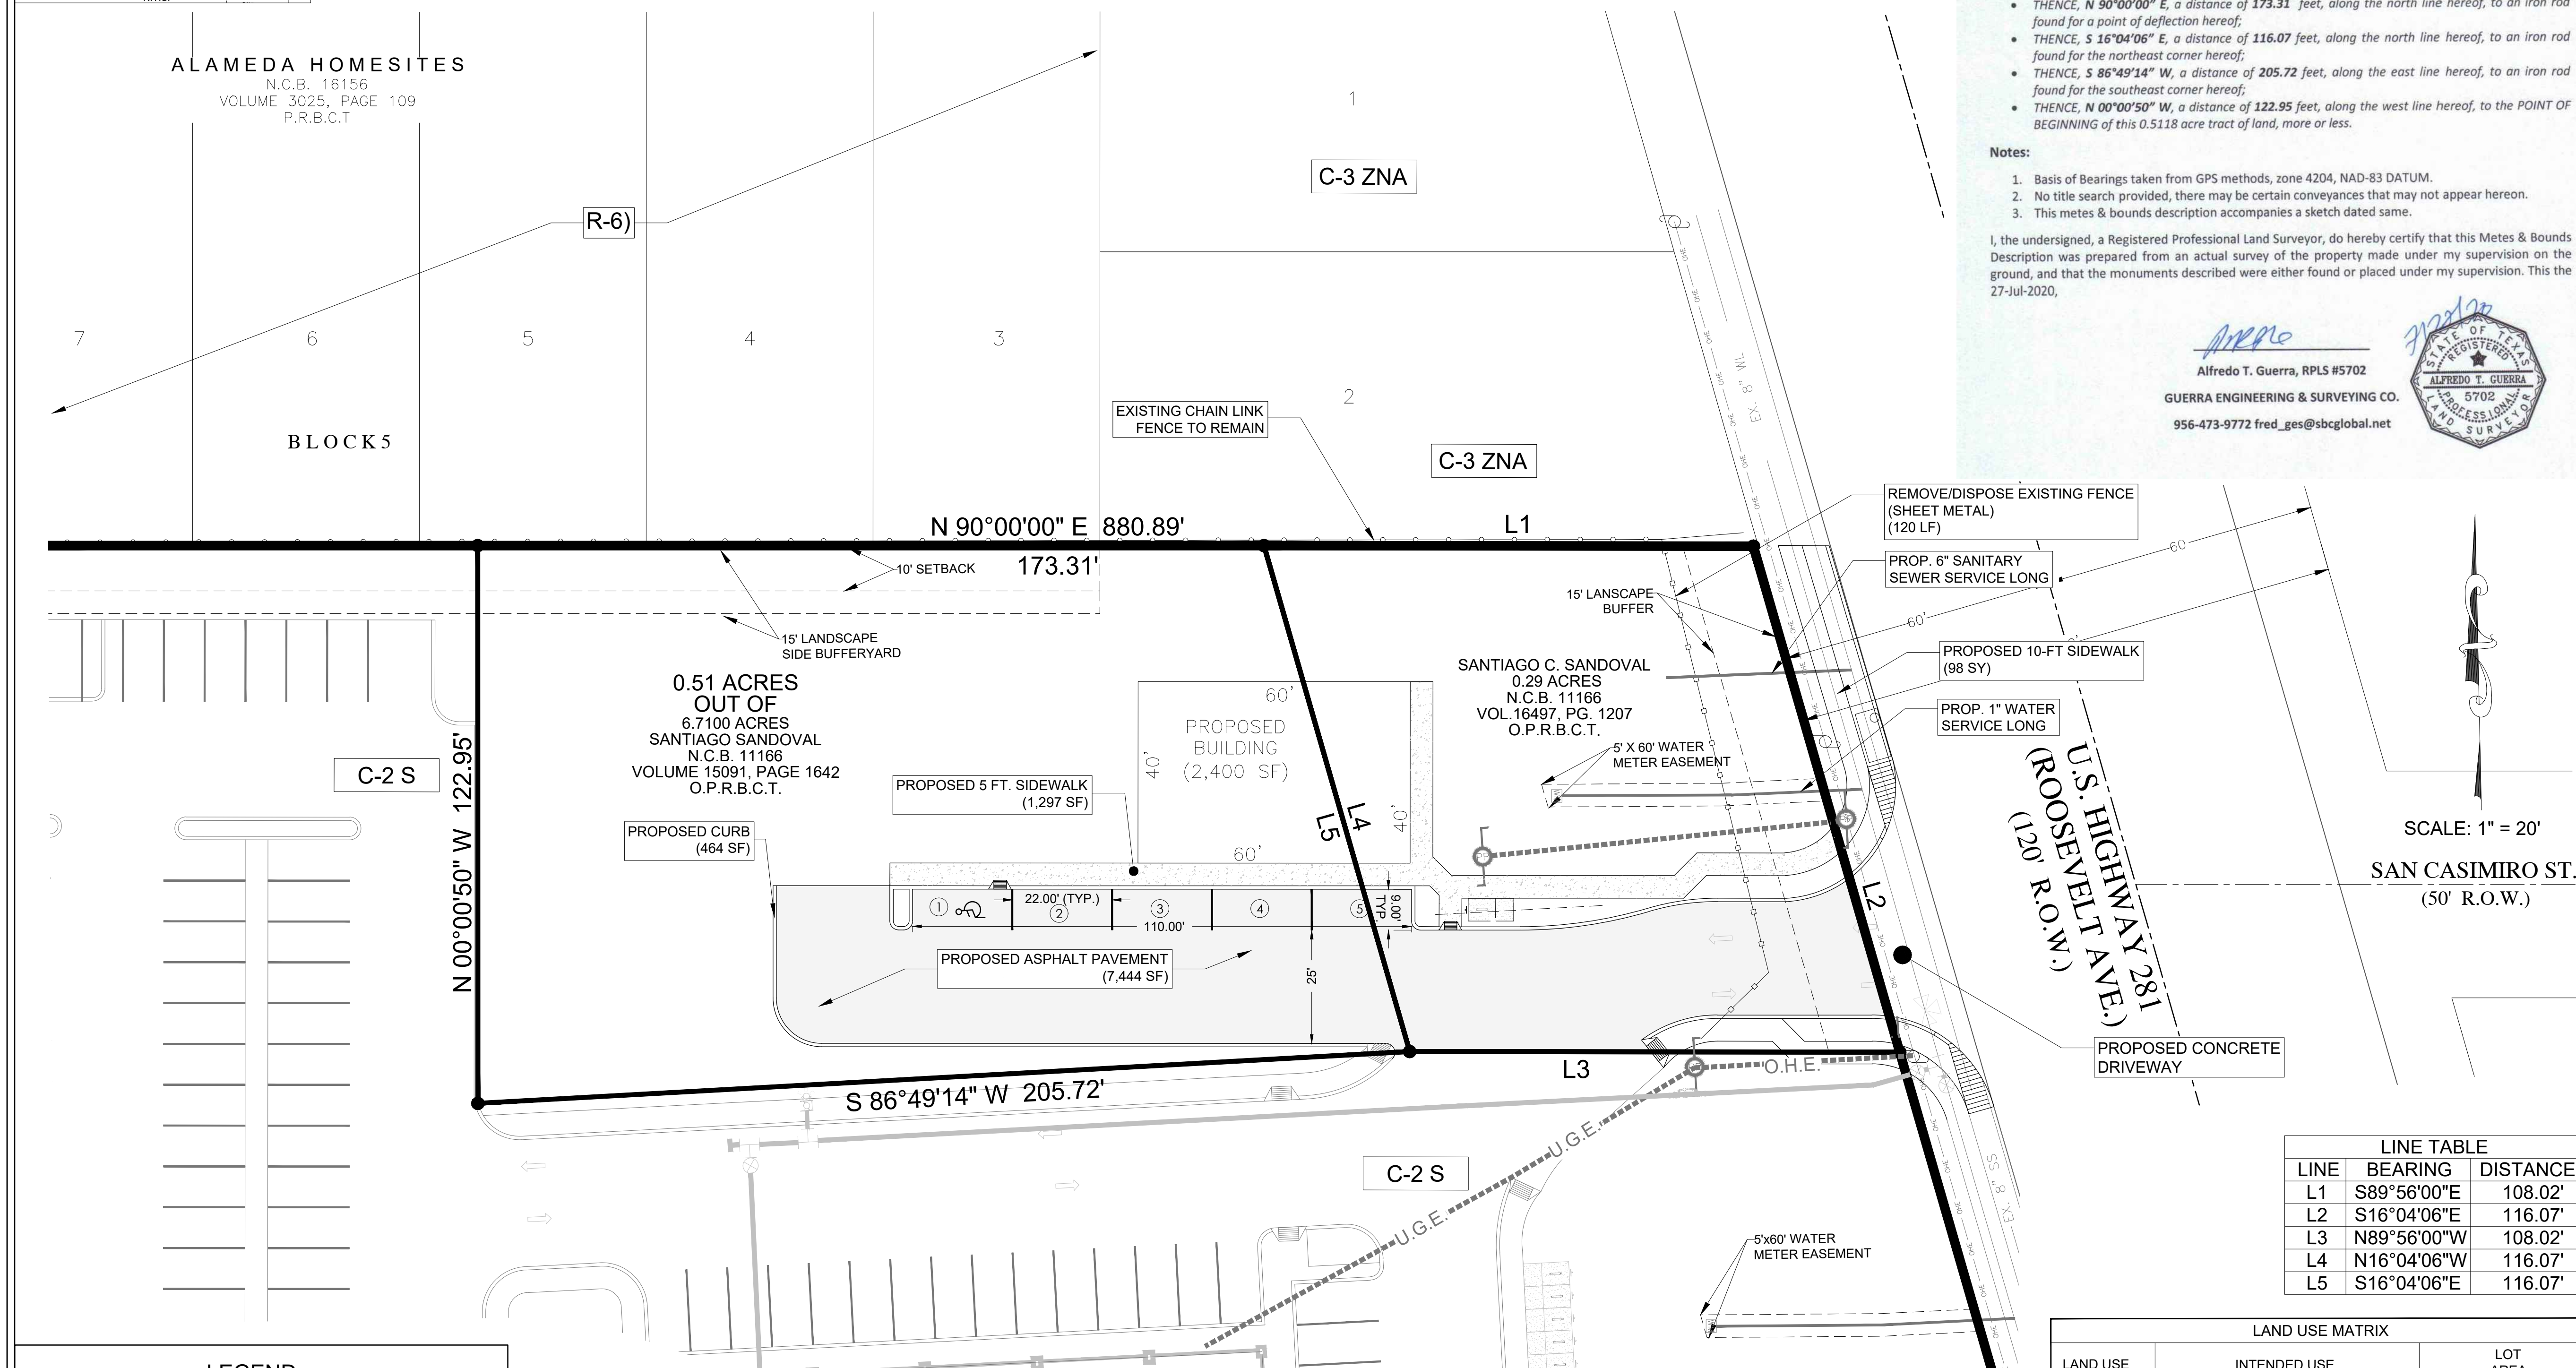 ALAMEDA HOMESITES
N.C.B. 16156
VOLUME 3025, PAGE 109
P.R.B.C.T
R-6)
7
6
5
4
3
1
2
BLOCK5
C-3 ZNA
C-3 ZNA
EXISTING CHAIN LINK
FENCE TO REMAIN
N 90°00'00" E 880.89'
173.31'
L1
10' SETBACK
15' LANDSCAPE
SIDE BUFFERYARD
0.51 ACRES
OUT OF
6.7100 ACRES
SANTIAGO SANDOVAL
N.C.B. 11166
VOLUME 15091, PAGE 1642
O.P.R.B.C.T.
C-2 S
N 00°00'50" W 122.95'
PROPOSED CURB
(464 SF)
PROPOSED 5 FT. SIDEWALK
(1,297 SF)
60'
PROPOSED
BUILDING
(2,400 SF)
40'
40'
60'
L4
L5
15' LANSCAPE
BUFFER
SANTIAGO C. SANDOVAL
0.29 ACRES
N.C.B. 11166
VOL.16497, PG. 1207
O.P.R.B.C.T.
5' X 60' WATER
METER EASEMENT
1
22.00' (TYP.)
2
3
4
5
9.00'
TYP.
110.00'
PROPOSED ASPHALT PAVEMENT
(7,444 SF)
25'
S 86°49'14" W 205.72'
L3
L2
O.H.E.
U.G.E.
U.G.E.
C-2 S
5'x60' WATER
METER EASEMENT
EX. 8" WL
EX. 8" SS
OHE
REMOVE/DISPOSE EXISTING FENCE
(SHEET METAL)
(120 LF)
PROP. 6" SANITARY
SEWER SERVICE LONG
60
60'
PROPOSED 10-FT SIDEWALK
(98 SY)
PROP. 1" WATER
SERVICE LONG
U.S. HIGHWAY 281
(ROOSEVELT AVE.)
(120' R.O.W.)
PROPOSED CONCRETE
DRIVEWAY
SCALE: 1" = 20'
SAN CASIMIRO ST.
(50' R.O.W.)
• THENCE, N 90°00'00" E, a distance of 173.31 feet, along the north line hereof, to an iron rod
found for a point of deflection hereof;
• THENCE, S 16°04'06" E, a distance of 116.07 feet, along the north line hereof, to an iron rod
found for the northeast corner hereof;
• THENCE, S 86°49'14" W, a distance of 205.72 feet, along the east line hereof, to an iron rod
found for the southeast corner hereof;
• THENCE, N 00°00'50" W, a distance of 122.95 feet, along the west line hereof, to the POINT OF
BEGINNING of this 0.5118 acre tract of land, more or less.
Notes:
1. Basis of Bearings taken from GPS methods, zone 4204, NAD-83 DATUM.
2. No title search provided, there may be certain conveyances that may not appear hereon.
3. This metes & bounds description accompanies a sketch dated same.
I, the undersigned, a Registered Professional Land Surveyor, do hereby certify that this Metes & Bounds
Description was prepared from an actual survey of the property made under my supervision on the
ground, and that the monuments described were either found or placed under my supervision. This the
27-Jul-2020,
Alfredo T. Guerra, RPLS #5702
GUERRA ENGINEERING & SURVEYING CO.
956-473-9772 fred_ges@sbcglobal.net
STATE OF TEXAS
REGISTERED
ALFREDO T. GUERRA
5702
PROFESSIONAL
LAND SURVEYOR
LINE TABLE
LINE BEARING DISTANCE
L1 S89°56'00"E 108.02'
L2 S16°04'06"E 116.07'
L3 N89°56'00"W 108.02'
L4 N16°04'06"W 116.07'
L5 S16°04'06"E 116.07'
LAND USE MATRIX
LAND USE INTENDED USE LOT
AREA
LEGEND